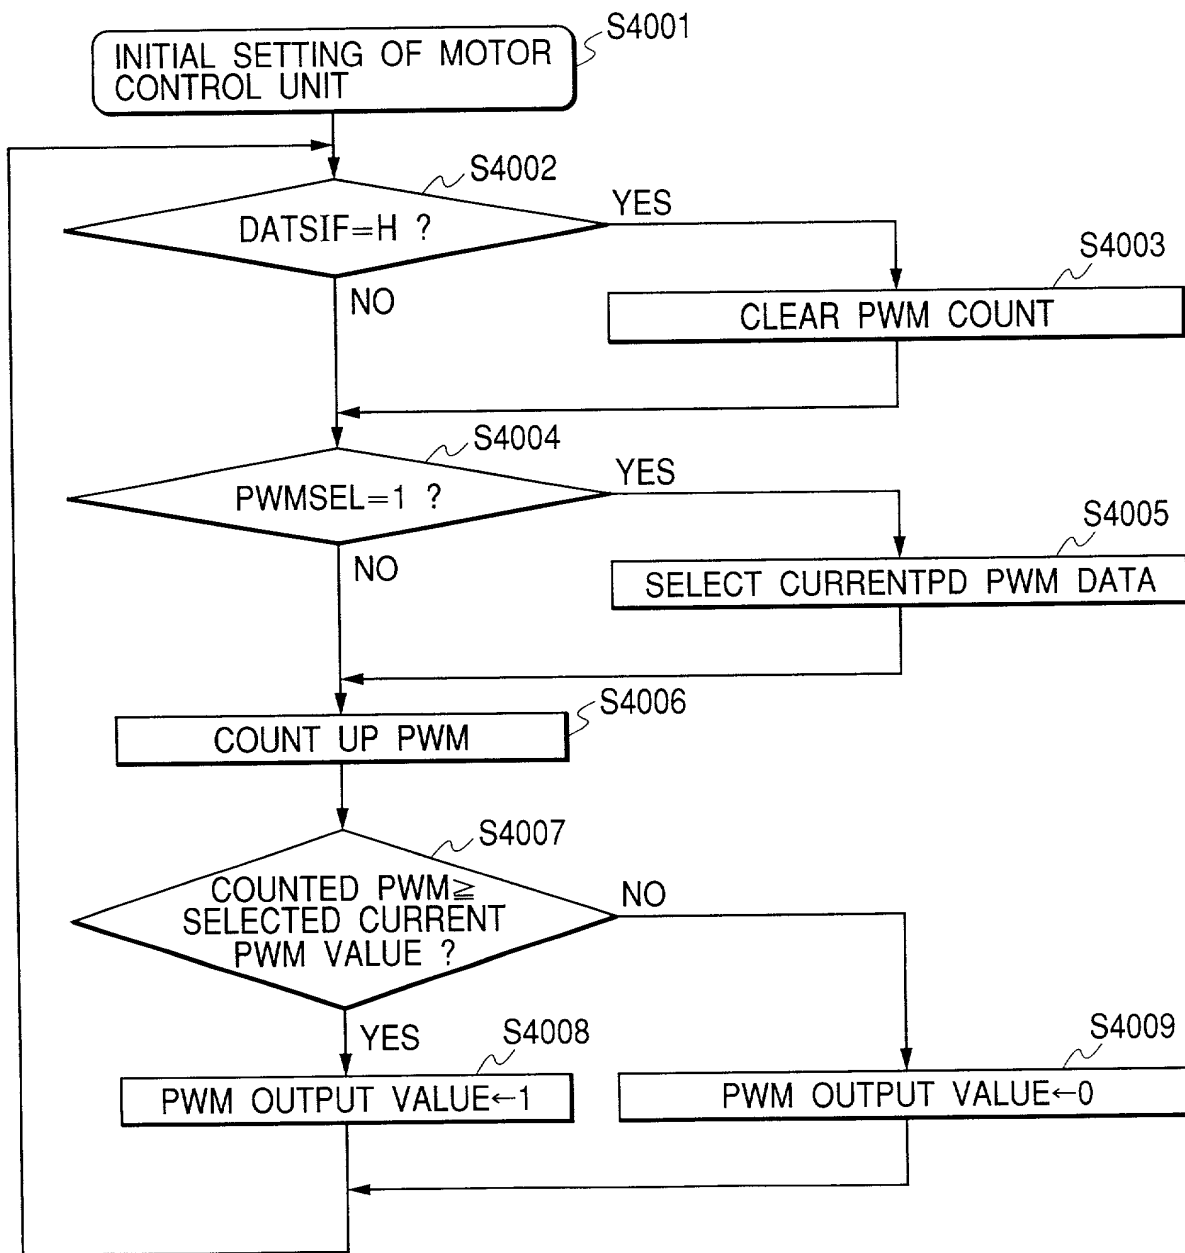 S4001
INITIAL SETTING OF MOTOR
CONTROL UNIT
S4002
DATSIF=H ?
YES
NO
S4003
CLEAR PWM COUNT
S4004
PWMSEL=1 ?
YES
NO
S4005
SELECT CURRENTPD PWM DATA
S4006
COUNT UP PWM
S4007
COUNTED PWM≧
SELECTED CURRENT
PWM VALUE ?
NO
YES
S4008
PWM OUTPUT VALUE←1
S4009
PWM OUTPUT VALUE←0